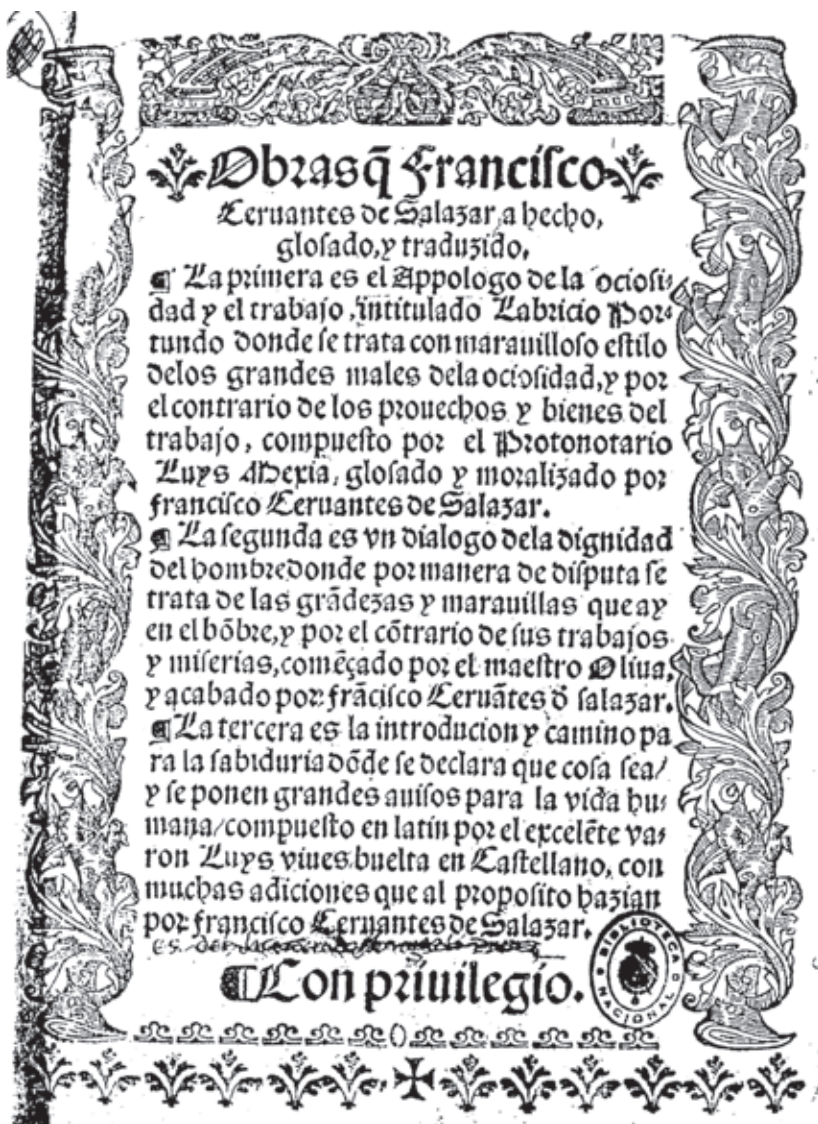 Obras q̃ Franciſco
Ceruantes de Salazar, a hecho,
gloſado, y traduzido.
¶ La primera es el Appologo de la ocioſi-
dad y el trabajo, intitulado Labricio Por-
tundo donde ſe trata con marauilloſo eſtilo
delos grandes males dela ocioſidad, y por
el contrario de los prouechos y bienes del
trabajo, compueſto por el Protonotario
Luys Mexia, gloſado y moralizado por
franciſco Ceruantes de Salazar.
¶ La ſegunda es vn dialogo dela dignidad
del hombre donde por manera de diſputa ſe
trata de las grãdezas y marauillas que ay
en el hõbre, y por el cõtrario de ſus trabajos
y miſerias, comẽçado por el maeſtro Oliua,
y acabado por: frãciſco Ceruãtes õ ſalazar.
¶ La tercera es la introducion y camino pa
ra la ſabiduria dõde ſe declara que coſa ſea/
y ſe ponen grandes auiſos para la vida hu-
mana/compueſto en latin por el excelẽte va-
ron Luys viues buelta en Caſtellano, con
muchas adiciones que al propoſito hazian
por franciſco Ceruantes de Salazar.
es de
¶ Con priuilegio.
BIBLIOTECA NACIONAL